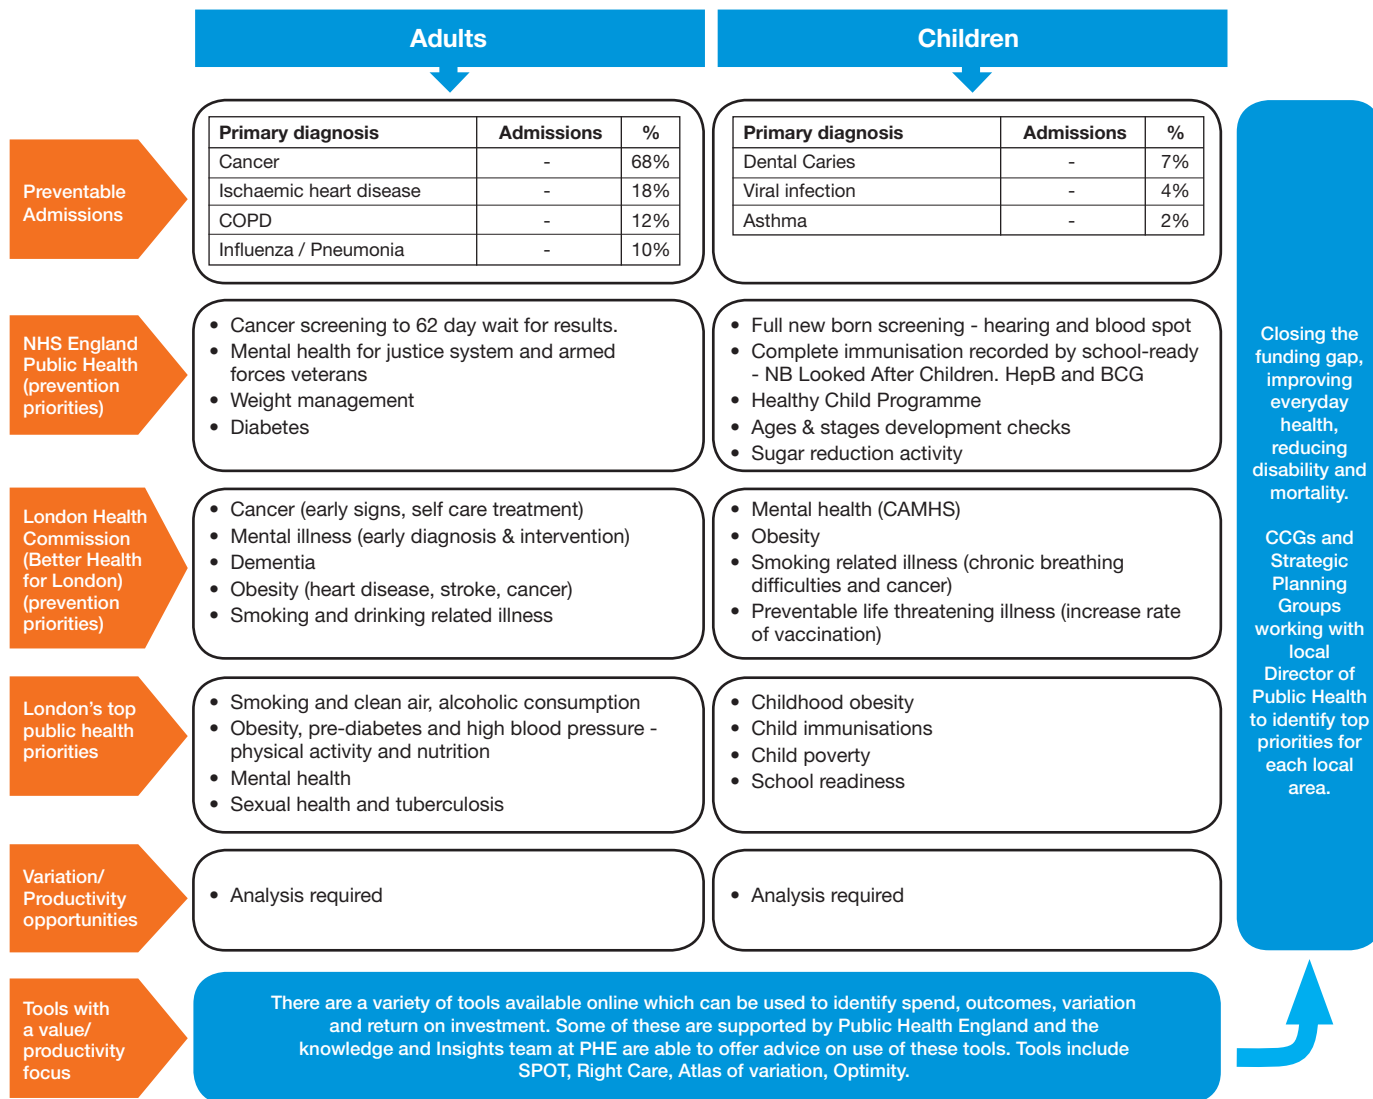 Adults
Children
Preventable
Admissions
Primary diagnosis Admissions %
Cancer - 68%
Ischaemic heart disease - 18%
COPD - 12%
Influenza / Pneumonia - 10%
Primary diagnosis Admissions %
Dental Caries - 7%
Viral infection - 4%
Asthma - 2%
NHS England
Public Health
(prevention
priorities)
• Cancer screening to 62 day wait for results.
• Mental health for justice system and armed
forces veterans
• Weight management
• Diabetes
• Full new born screening - hearing and blood spot
• Complete immunisation recorded by school-ready
- NB Looked After Children. HepB and BCG
• Healthy Child Programme
• Ages & stages development checks
• Sugar reduction activity
London Health
Commission
(Better Health
for London)
(prevention
priorities)
• Cancer (early signs, self care treatment)
• Mental illness (early diagnosis & intervention)
• Dementia
• Obesity (heart disease, stroke, cancer)
• Smoking and drinking related illness
• Mental health (CAMHS)
• Obesity
• Smoking related illness (chronic breathing
difficulties and cancer)
• Preventable life threatening illness (increase rate
of vaccination)
London's top
public health
priorities
• Smoking and clean air, alcoholic consumption
• Obesity, pre-diabetes and high blood pressure -
physical activity and nutrition
• Mental health
• Sexual health and tuberculosis
• Childhood obesity
• Child immunisations
• Child poverty
• School readiness
Variation/
Productivity
opportunities
• Analysis required
• Analysis required
Tools with
a value/
productivity
focus
There are a variety of tools available online which can be used to identify spend, outcomes, variation
and return on investment. Some of these are supported by Public Health England and the
knowledge and Insights team at PHE are able to offer advice on use of these tools. Tools include
SPOT, Right Care, Atlas of variation, Optimity.
Closing the
funding gap,
improving
everyday
health,
reducing
disability and
mortality.
CCGs and
Strategic
Planning
Groups
working with
local
Director of
Public Health
to identify top
priorities for
each local
area.